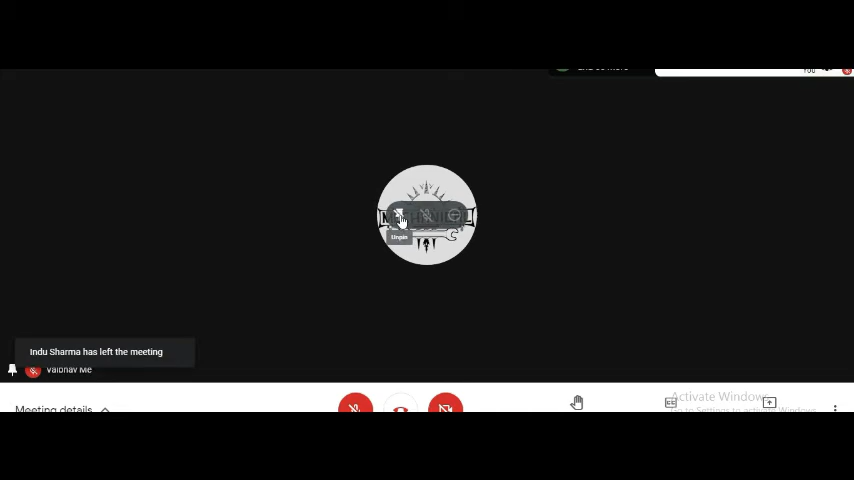 You
Unpin
Indu Sharma has left the meeting
Vaibhav Me
Meeting details
Activate Windows
Go to Settings to activate Windows.